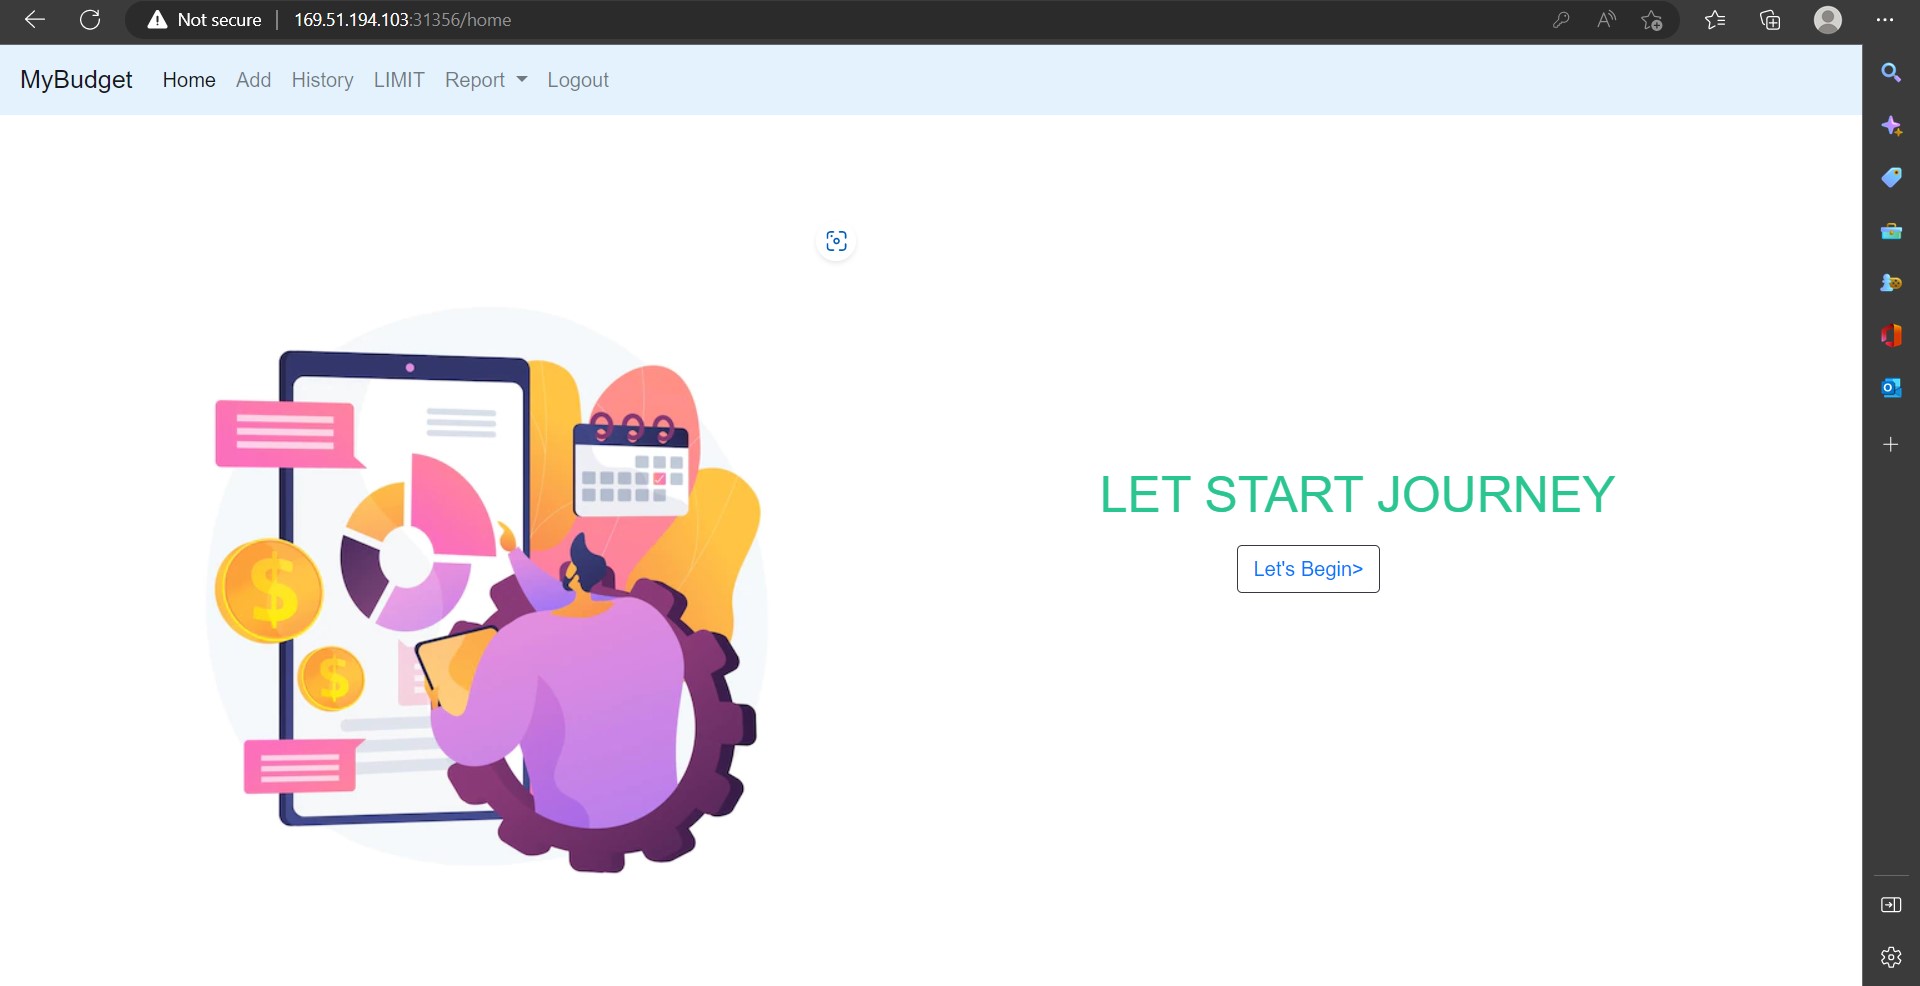 Not secure 169.51.194.103:31356/home
MyBudget Home Add History LIMIT Report Logout
LET START JOURNEY
Let's Begin>